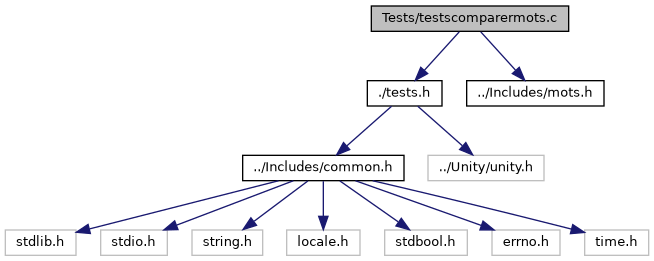 Tests/testscomparermots.c
./tests.h
../Includes/mots.h
../Includes/common.h
../Unity/unity.h
stdlib.h
stdio.h
string.h
locale.h
stdbool.h
errno.h
time.h